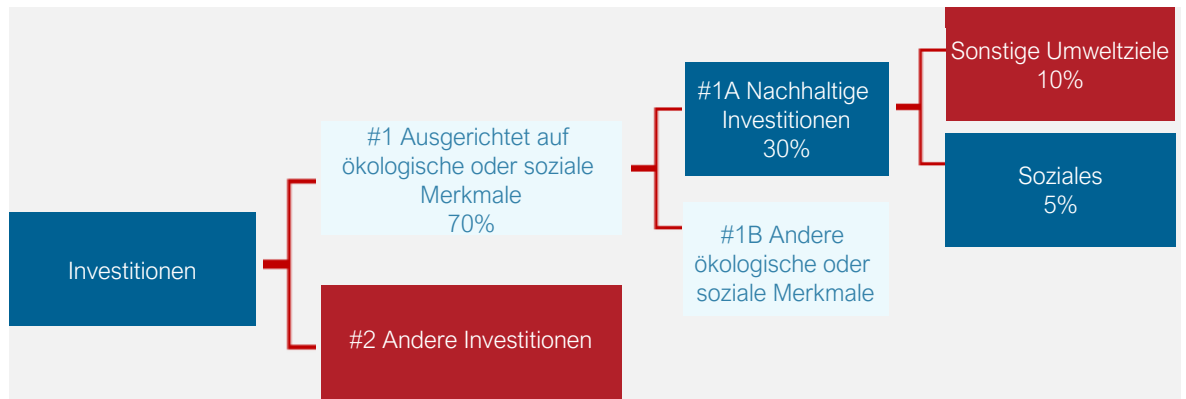 Investitionen
#1 Ausgerichtet auf
ökologische oder soziale
Merkmale
70%
#2 Andere Investitionen
#1A Nachhaltige
Investitionen
30%
#1B Andere
ökologische oder
soziale Merkmale
Sonstige Umweltziele
10%
Soziales
5%